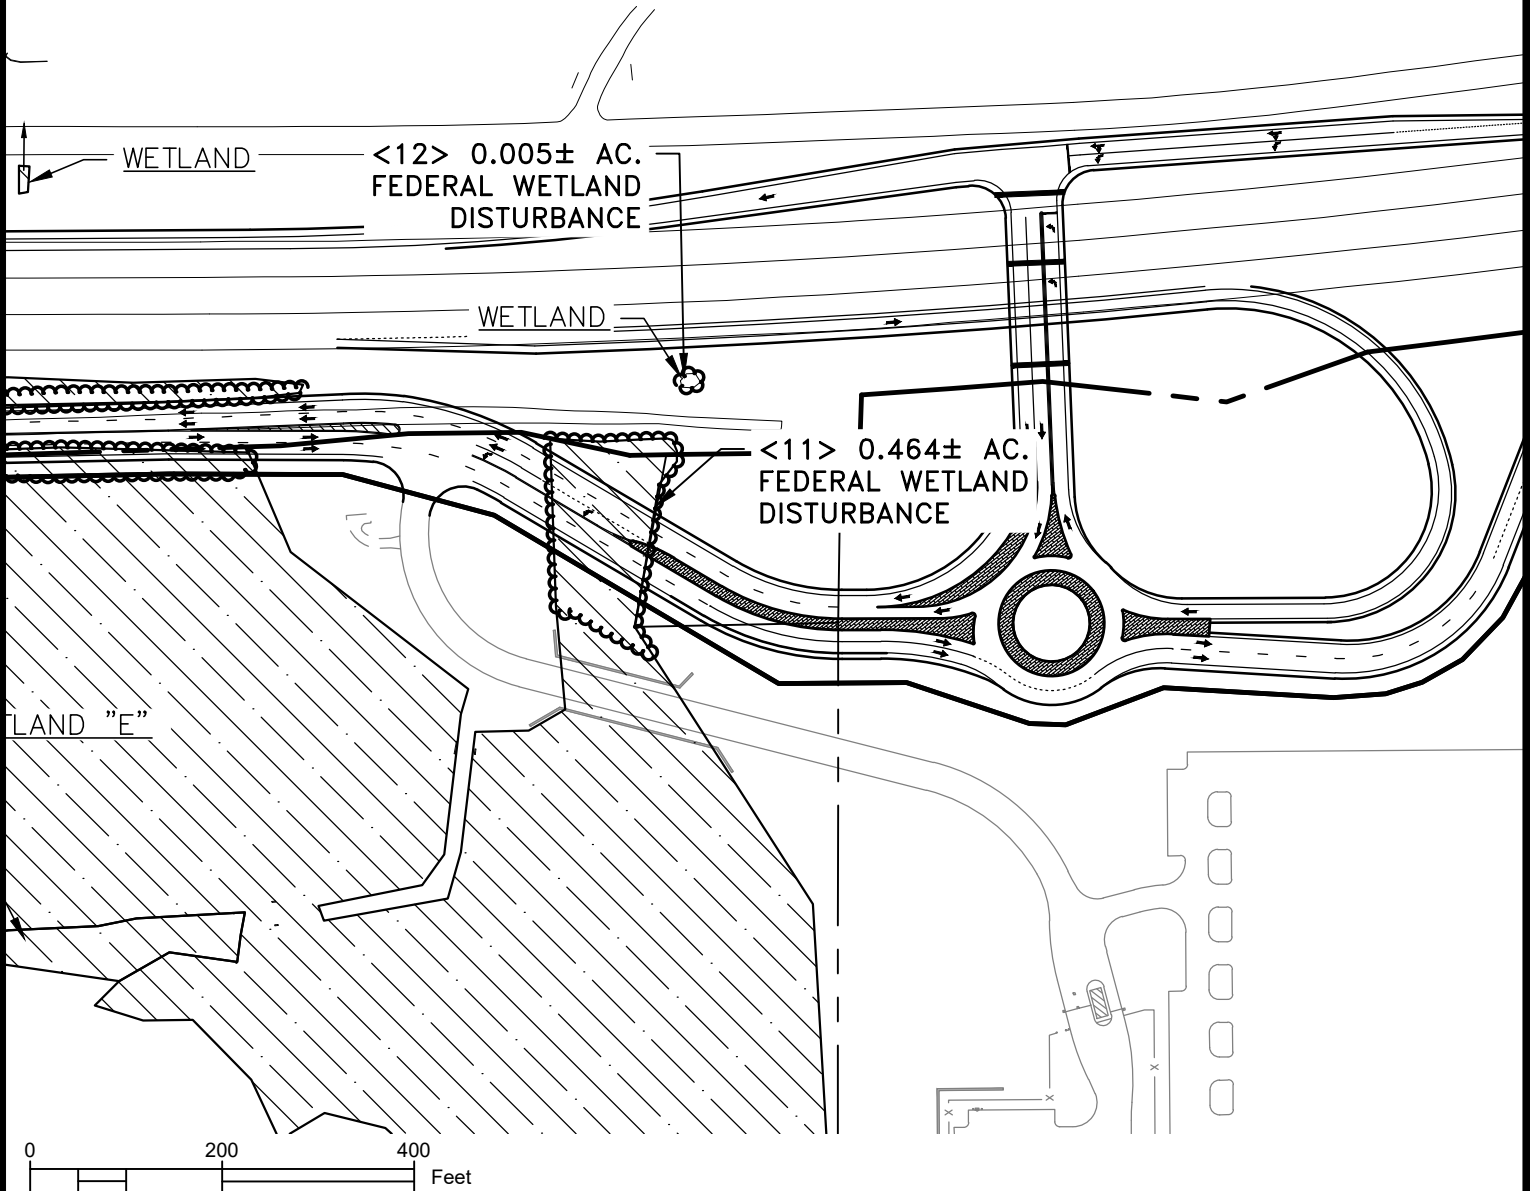 WETLAND
<12> 0.005± AC.
FEDERAL WETLAND
DISTURBANCE
WETLAND
<11> 0.464± AC.
FEDERAL WETLAND
DISTURBANCE
TLAND "E"
X
X
X
0 200 400
Feet